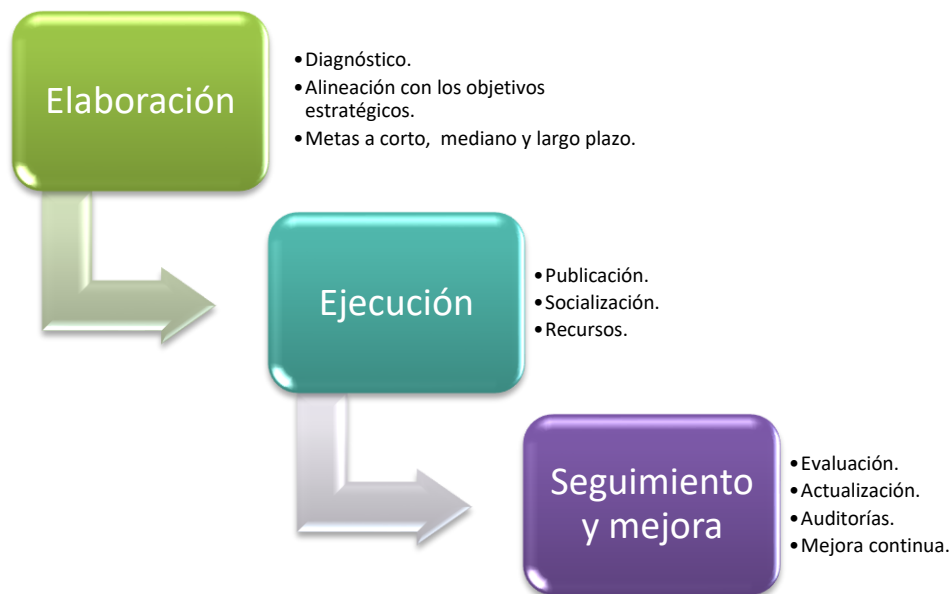 Elaboración
•Diagnóstico.
•Alineación con los objetivos
estratégicos.
•Metas a corto, mediano y largo plazo.
Ejecución
•Publicación.
•Socialización.
•Recursos.
Seguimiento
y mejora
•Evaluación.
•Actualización.
•Auditorías.
•Mejora continua.